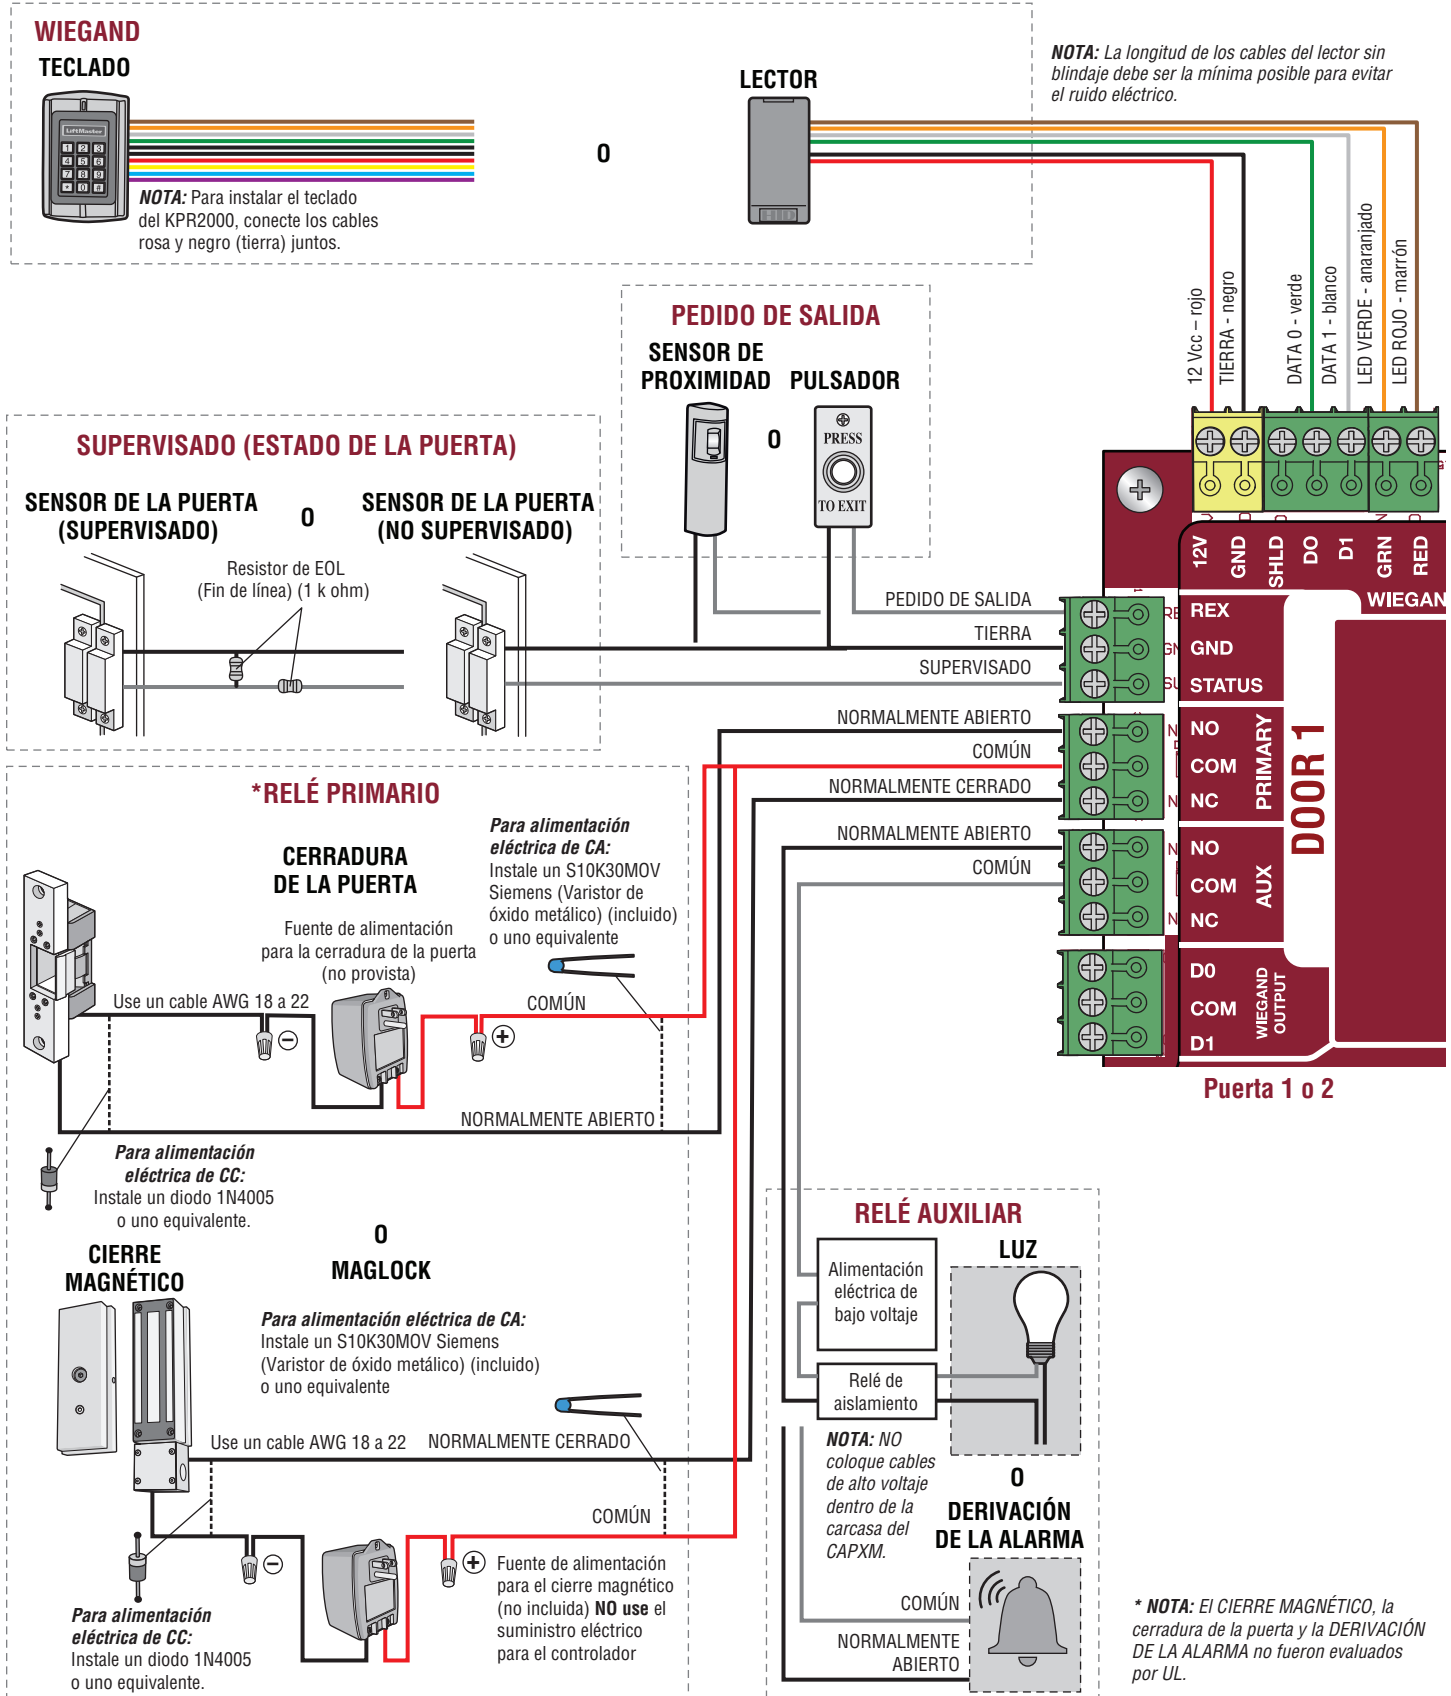 WIEGAND
TECLADO
LiftMaster
1 2 3
4 5 6
7 8 9
* 0 #
NOTA: Para instalar el teclado
del KPR2000, conecte los cables
rosa y negro (tierra) juntos.
O
LECTOR
HID
NOTA: La longitud de los cables del lector sin
blindaje debe ser la mínima posible para evitar
el ruido eléctrico.
12 Vcc – rojo
TIERRA - negro
DATA 0 - verde
DATA 1 - blanco
LED VERDE - anaranjado
LED ROJO - marrón
PEDIDO DE SALIDA
SENSOR DE
PROXIMIDAD
O
PULSADOR
PRESS
TO EXIT
SUPERVISADO (ESTADO DE LA PUERTA)
SENSOR DE LA PUERTA
(SUPERVISADO)
O
SENSOR DE LA PUERTA
(NO SUPERVISADO)
Resistor de EOL
(Fin de línea) (1 k ohm)
PEDIDO DE SALIDA
TIERRA
SUPERVISADO
NORMALMENTE ABIERTO
COMÚN
NORMALMENTE CERRADO
NORMALMENTE ABIERTO
COMÚN
12V
GND
SHLD
DO
D1
GRN
RED
WIEGAN
REX
GND
STATUS
NO
COM
NC
PRIMARY
NO
COM
NC
AUX
DOOR 1
D0
COM
D1
WIEGAND
OUTPUT
Puerta 1 o 2
*RELÉ PRIMARIO
CERRADURA
DE LA PUERTA
Fuente de alimentación
para la cerradura de la puerta
(no provista)
Para alimentación
eléctrica de CA:
Instale un S10K30MOV
Siemens (Varistor de
óxido metálico) (incluido)
o uno equivalente
Use un cable AWG 18 a 22
–
+
COMÚN
NORMALMENTE ABIERTO
Para alimentación
eléctrica de CC:
Instale un diodo 1N4005
o uno equivalente.
O
CIERRE
MAGNÉTICO
MAGLOCK
Para alimentación eléctrica de CA:
Instale un S10K30MOV Siemens
(Varistor de óxido metálico) (incluido)
o uno equivalente
Use un cable AWG 18 a 22
NORMALMENTE CERRADO
COMÚN
–
+
Fuente de alimentación
para el cierre magnético
(no incluida) NO use el
suministro eléctrico
para el controlador
Para alimentación
eléctrica de CC:
Instale un diodo 1N4005
o uno equivalente.
RELÉ AUXILIAR
LUZ
Alimentación
eléctrica de
bajo voltaje
Relé de
aislamiento
NOTA: NO
coloque cables
de alto voltaje
dentro de la
carcasa del
CAPXM.
O
DERIVACIÓN
DE LA ALARMA
COMÚN
NORMALMENTE
ABIERTO
* NOTA: El CIERRE MAGNÉTICO, la
cerradura de la puerta y la DERIVACIÓN
DE LA ALARMA no fueron evaluados
por UL.